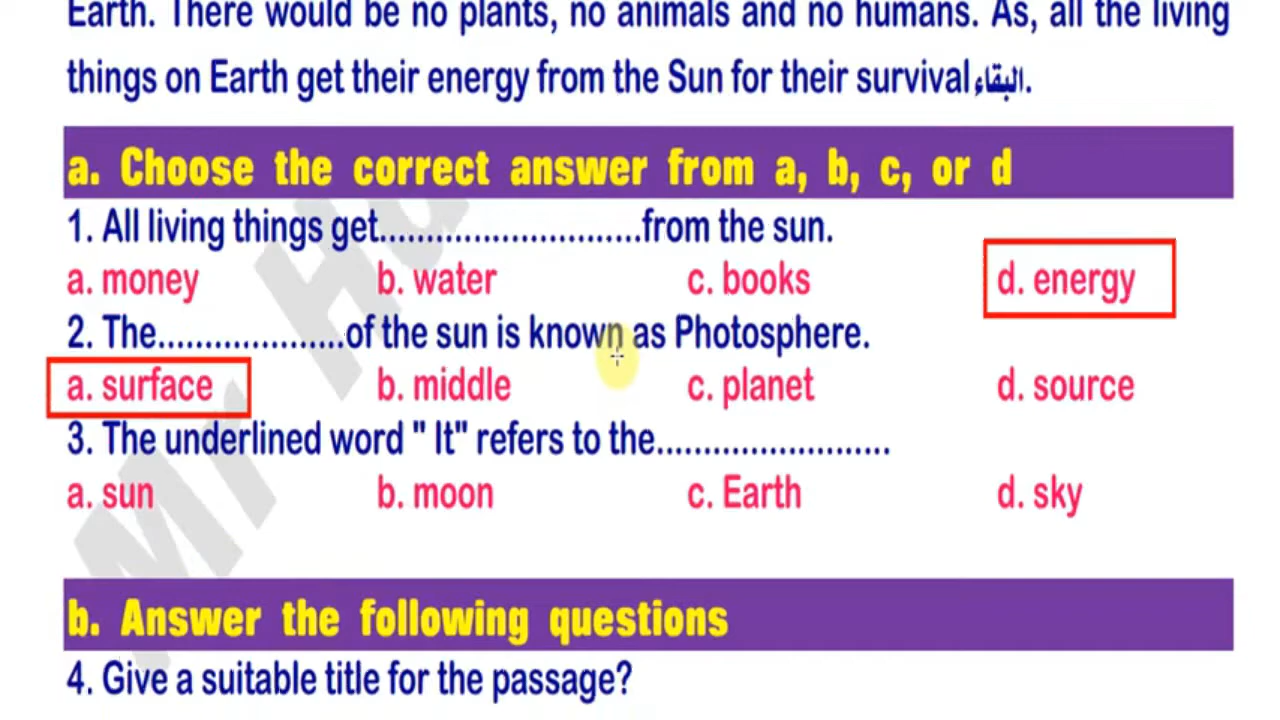 Earth. There would be no plants, no animals and no humans. As, all the living
things on Earth get their energy from the Sun for their survival البقاء.
a. Choose the correct answer from a, b, c, or d
1. All living things get............................from the sun.
a. money b. water c. books d. energy
2. The....................of the sun is known as Photosphere.
a. surface b. middle c. planet d. source
3. The underlined word " It" refers to the.........................
a. sun b. moon c. Earth d. sky
b. Answer the following questions
4. Give a suitable title for the passage?